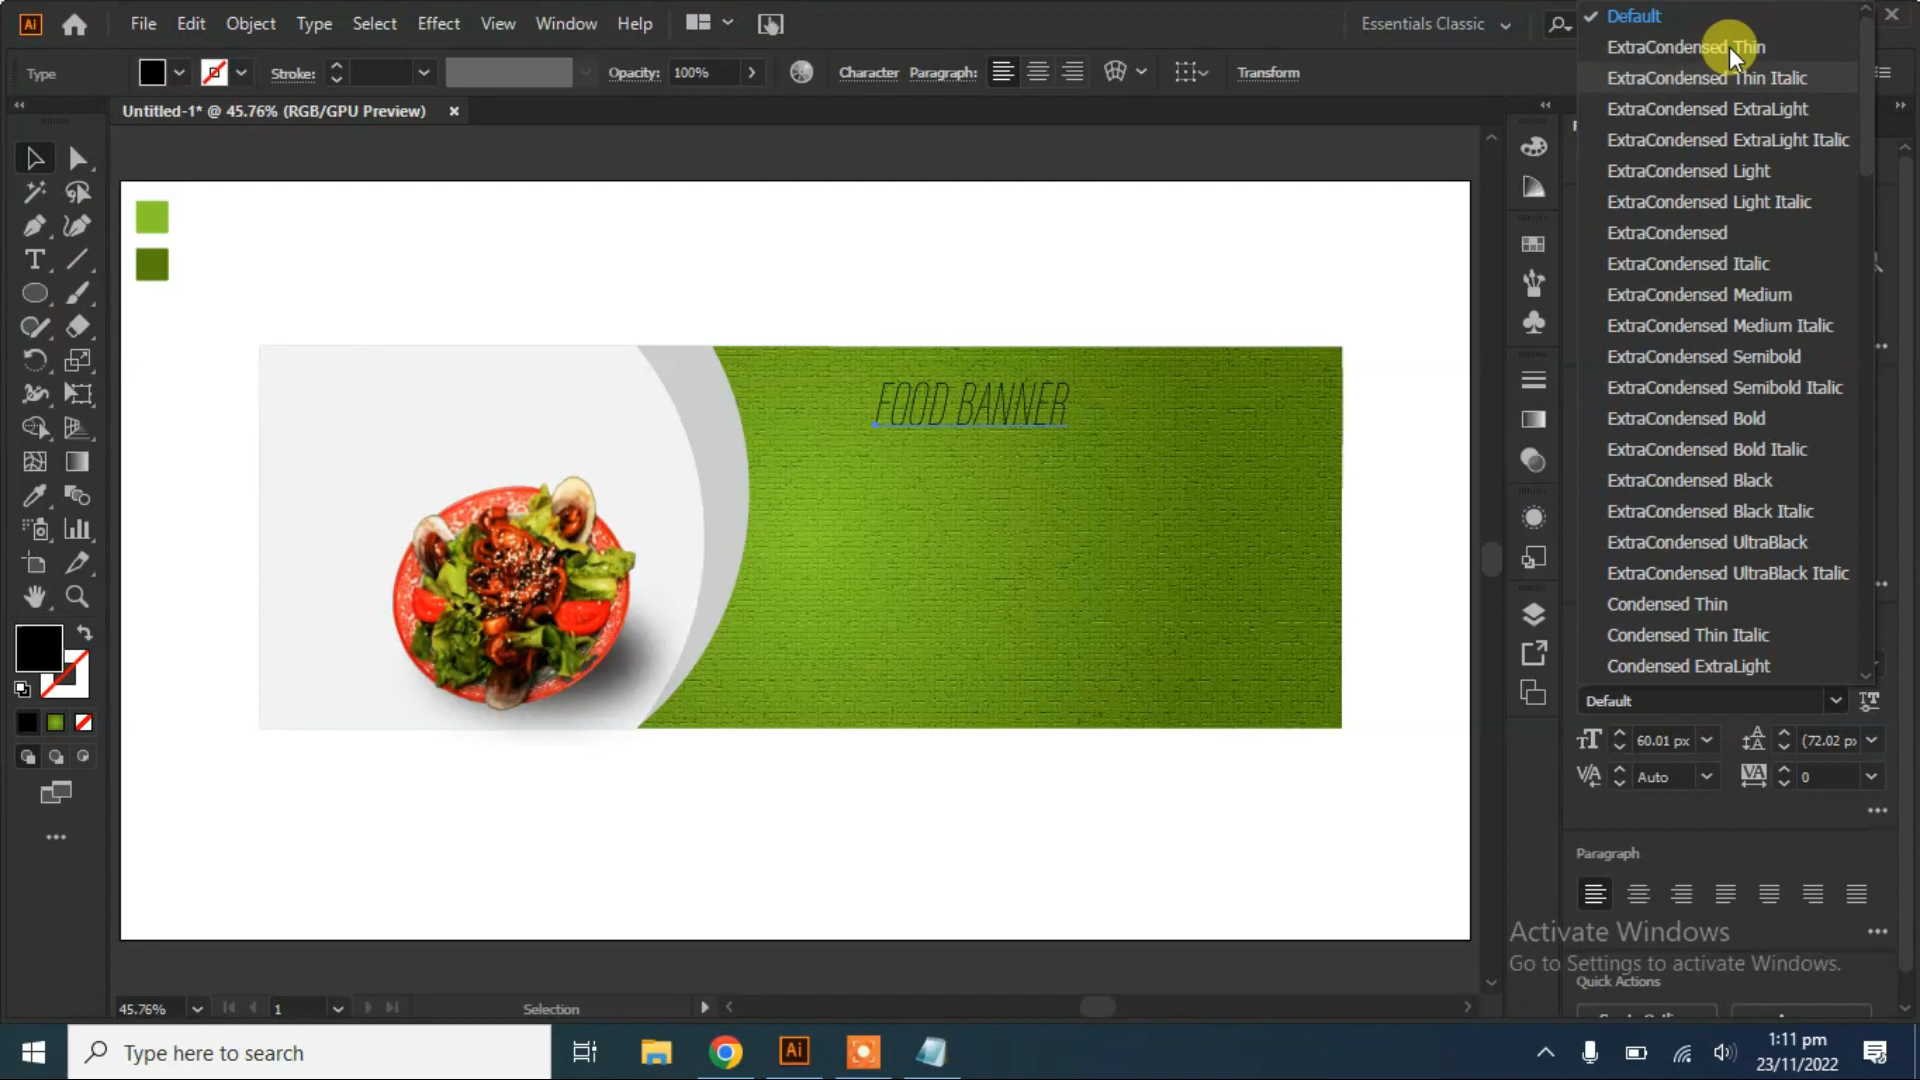 File Edit Object Type Select Effect View Window Help
Essentials Classic
Type
Stroke:
Opacity: 100%
Character Paragraph:
Transform
Untitled-1* @ 45.76% (RGB/GPU Preview)
FOOD BANNER
Default
ExtraCondensed Thin
ExtraCondensed Thin Italic
ExtraCondensed ExtraLight
ExtraCondensed ExtraLight Italic
ExtraCondensed Light
ExtraCondensed Light Italic
ExtraCondensed
ExtraCondensed Italic
ExtraCondensed Medium
ExtraCondensed Medium Italic
ExtraCondensed Semibold
ExtraCondensed Semibold Italic
ExtraCondensed Bold
ExtraCondensed Bold Italic
ExtraCondensed Black
ExtraCondensed Black Italic
ExtraCondensed UltraBlack
ExtraCondensed UltraBlack Italic
Condensed Thin
Condensed Thin Italic
Condensed ExtraLight
Default
60.01 px (72.02 px
Auto 0
Paragraph
Activate Windows
Go to Settings to activate Windows.
Quick Actions
45.76% 1 Selection
Type here to search
Ai
1:11 pm
23/11/2022